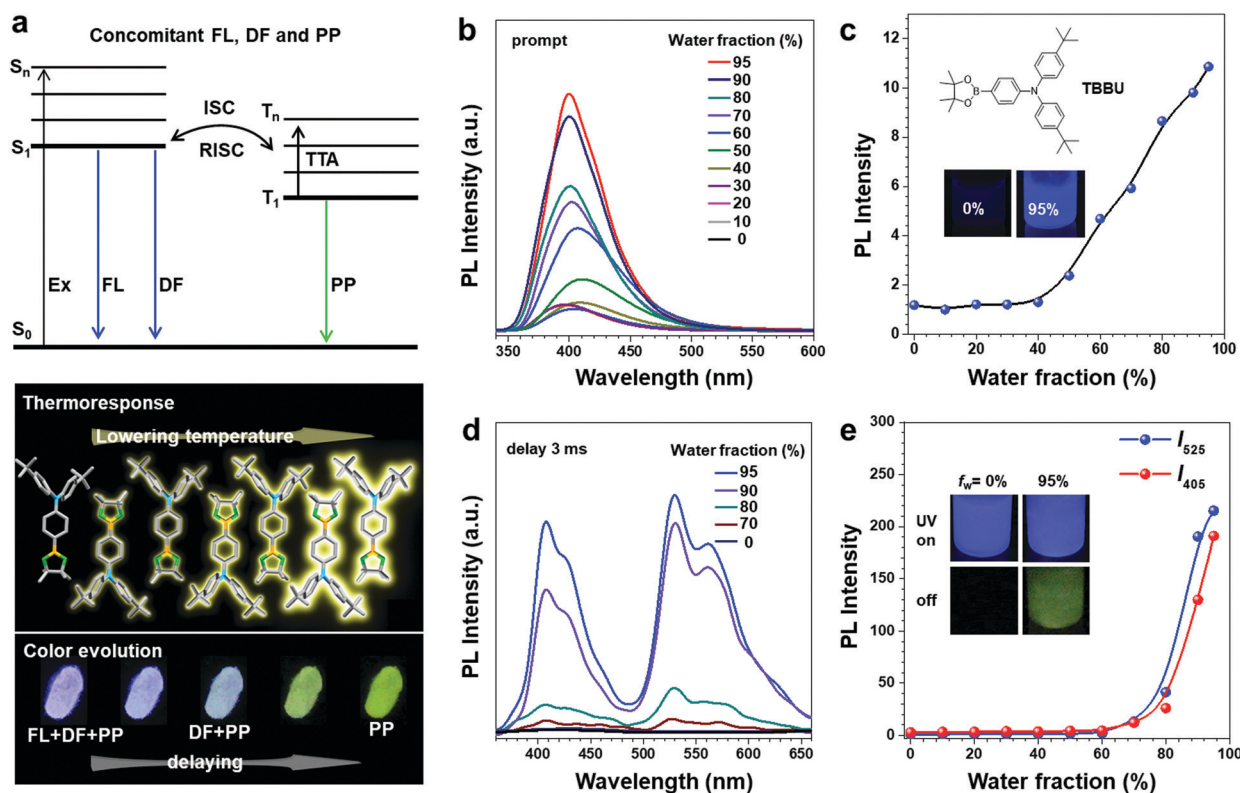 a
Concomitant FL, DF and PP
Sn
S1
S0
ISC
RISC
Tn
TTA
T1
Ex
FL
DF
PP
Thermoresponse
Lowering temperature
Color evolution
FL+DF+PP
DF+PP
PP
delaying
b
prompt
Water fraction (%)
95
90
80
70
60
50
40
30
20
10
0
PL Intensity (a.u.)
350 400 450 500 550 600
Wavelength (nm)
c
TBBU
O
B
O
N
0%
95%
PL Intensity
12
10
8
6
4
2
0
0 20 40 60 80 100
Water fraction (%)
d
delay 3 ms
Water fraction (%)
95
90
80
70
0
PL Intensity (a.u.)
400 450 500 550 600 650
Wavelength (nm)
e
I525
I405
fw= 0% 95%
UV
on
off
PL Intensity
300
250
200
150
100
50
0
0 20 40 60 80 100
Water fraction (%)